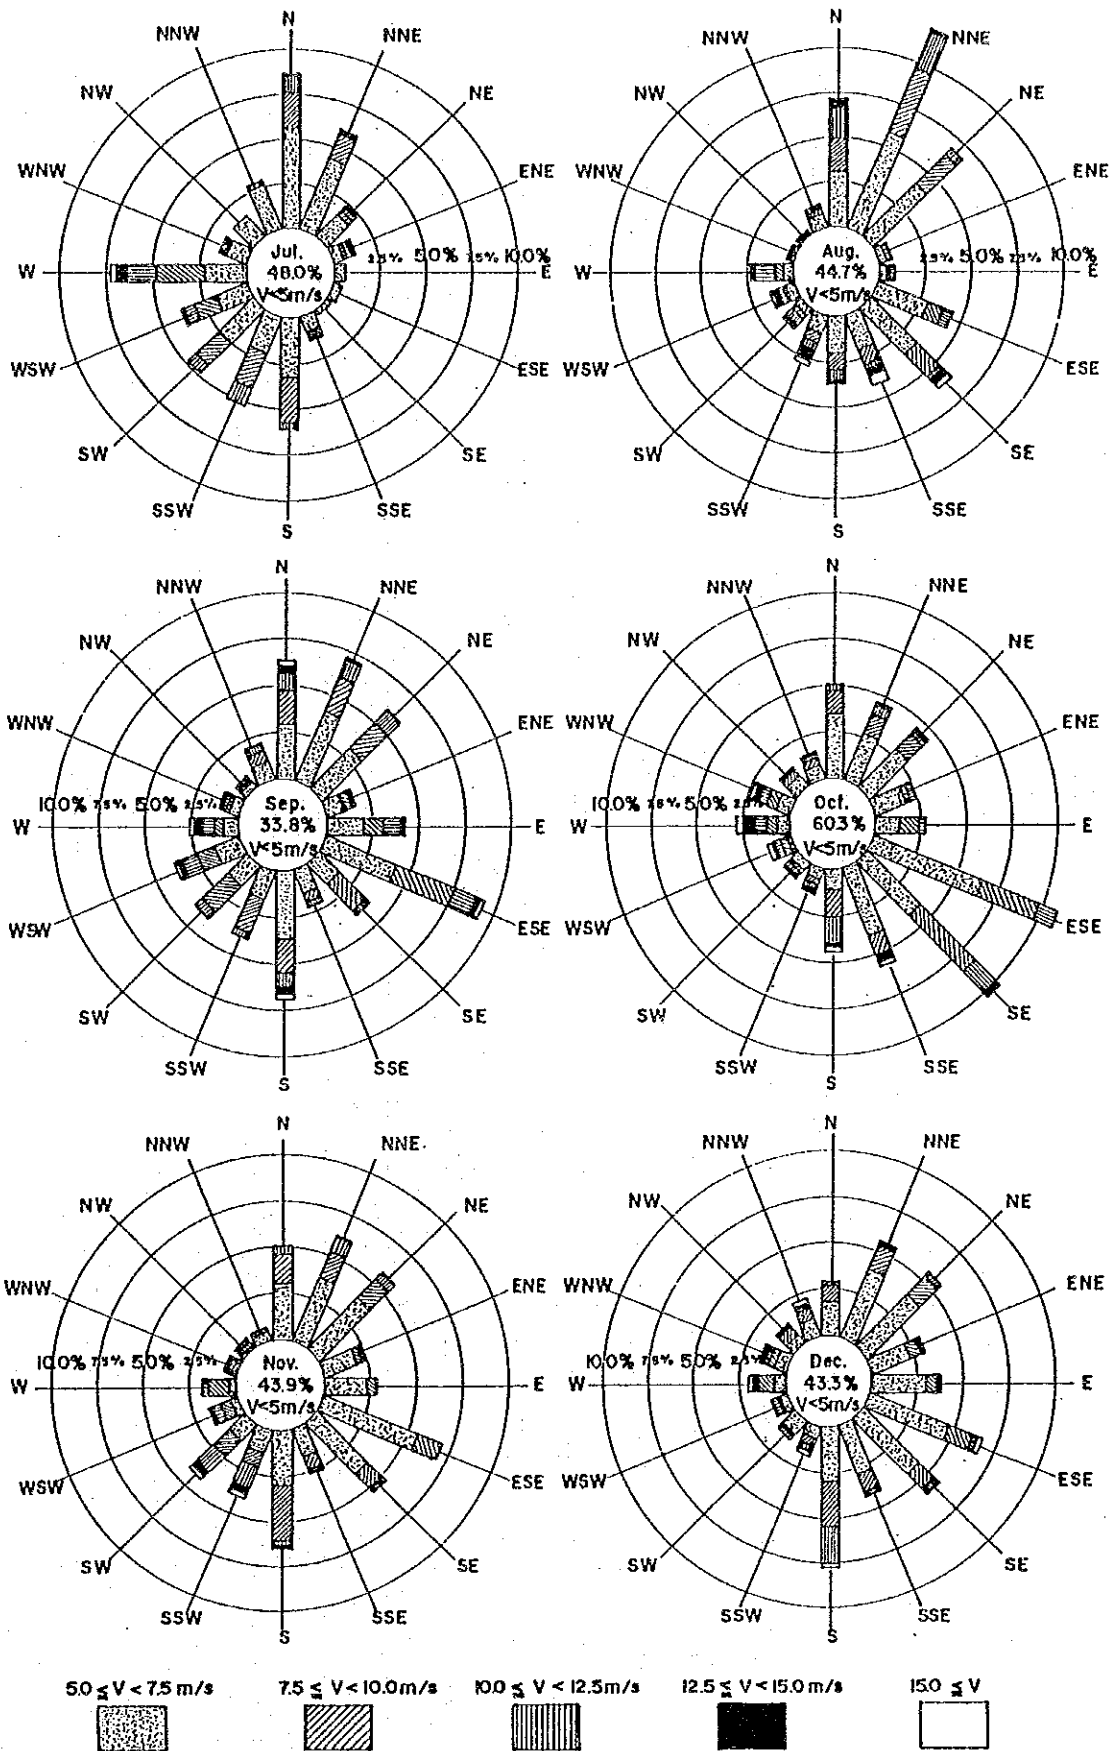 N
N
NNW
NNE
NNW
NNE
NW
NE
NW
NE
WNW
ENE
WNW
ENE
Jul.
Aug.
W
48.0%
2.5% 5.0% 7.5% 10.0%
E
W
44.7%
2.5% 5.0% 7.5% 10.0%
E
V<5m/s
V<5m/s
WSW
ESE
WSW
ESE
SW
SE
SW
SE
SSW
SSE
SSW
SSE
S
S
N
N
NNW
NNE
NNW
NNE
NW
NE
NW
NE
WNW
ENE
WNW
ENE
10.0% 7.5% 5.0% 2.5%
Sep.
10.0% 7.5% 5.0% 2.5%
Oct.
W
33.8%
E
W
60.3%
E
V<5m/s
V<5m/s
WSW
ESE
WSW
ESE
SW
SE
SW
SE
SSW
SSE
SSW
SSE
S
S
N
N
NNW
NNE.
NNW
NNE
NW
NE
NW
NE
WNW
ENE
WNW
ENE
10.0% 7.5% 5.0% 2.5%
Nov.
10.0% 7.5% 5.0% 2.5%
Dec.
W
43.9%
E
W
43.3%
E
V<5m/s
V<5m/s
WSW
ESE
WSW
ESE
SW
SE
SW
SE
SSW
SSE
SSW
SSE
S
S
5.0 ≦ V < 7.5 m/s
7.5 ≦ V < 10.0 m/s
10.0 ≦ V < 12.5 m/s
12.5 ≦ V < 15.0 m/s
15.0 ≦ V